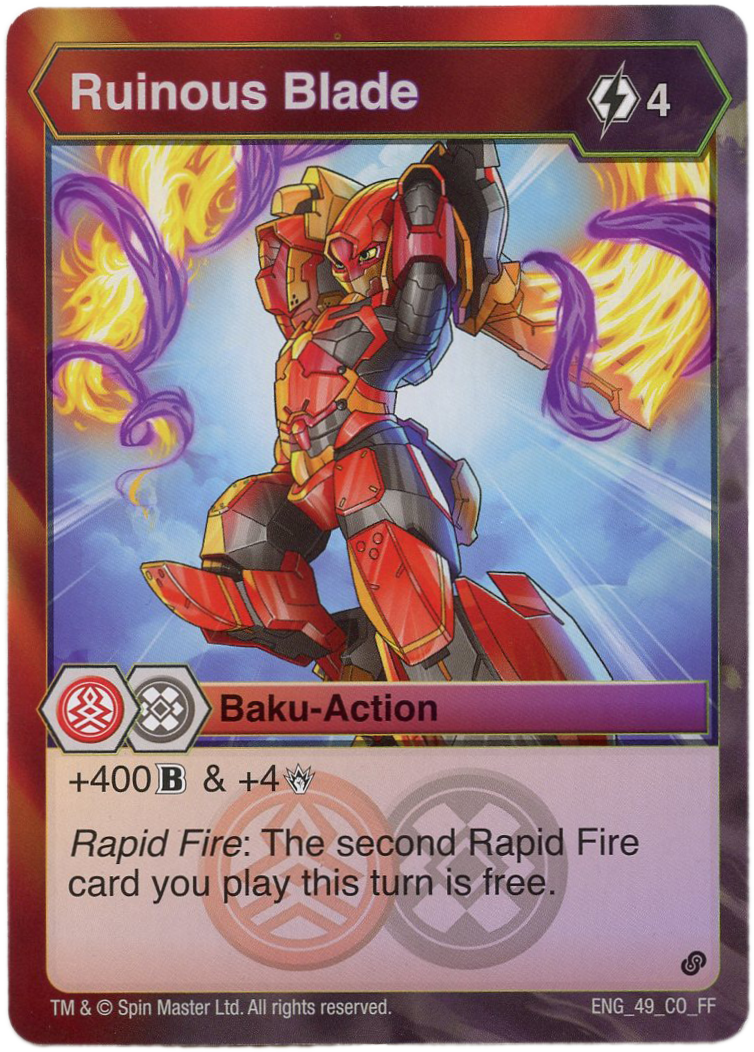 Ruinous Blade 4
Baku-Action
+400 B & +4
Rapid Fire: The second Rapid Fire
card you play this turn is free.
TM & © Spin Master Ltd. All rights reserved. ENG_49_CO_FF